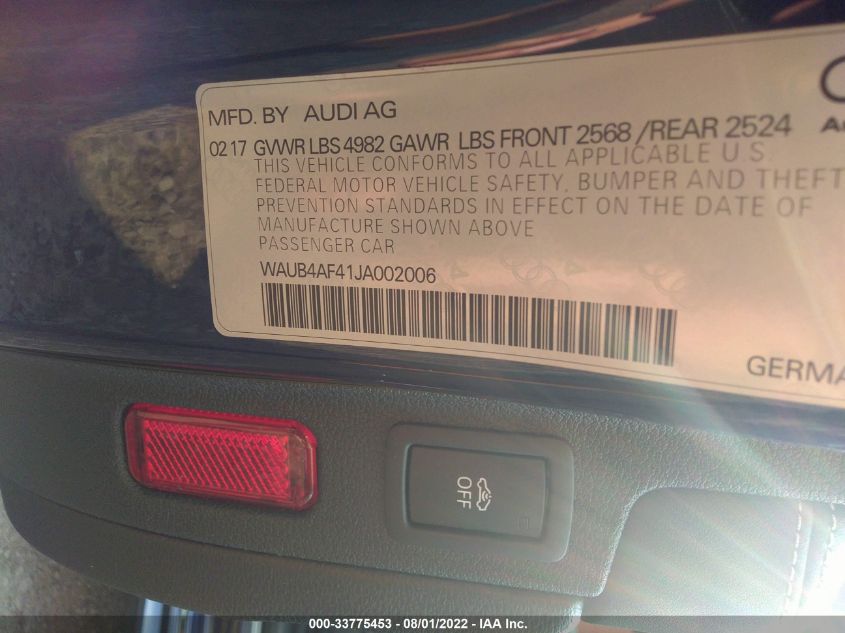 MFD. BY AUDI AG
02 17 GVWR LBS 4982 GAWR LBS FRONT 2568 /REAR 2524
THIS VEHICLE CONFORMS TO ALL APPLICABLE U.S.
FEDERAL MOTOR VEHICLE SAFETY, BUMPER AND THEFT
PREVENTION STANDARDS IN EFFECT ON THE DATE OF
MANUFACTURE SHOWN ABOVE
PASSENGER CAR
WAUB4AF41JA002006
GERMA
OFF
000-33775453 - 08/01/2022 - IAA Inc.